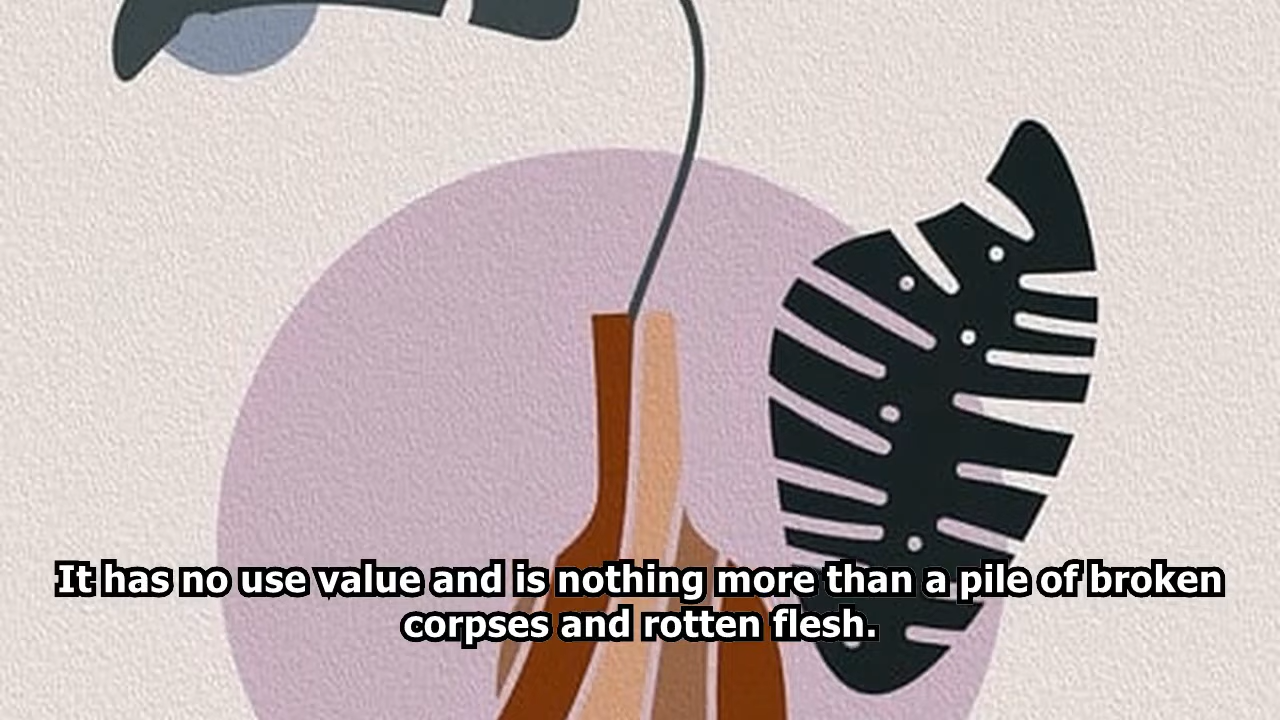 It has no use value and is nothing more than a pile of broken
corpses and rotten flesh.